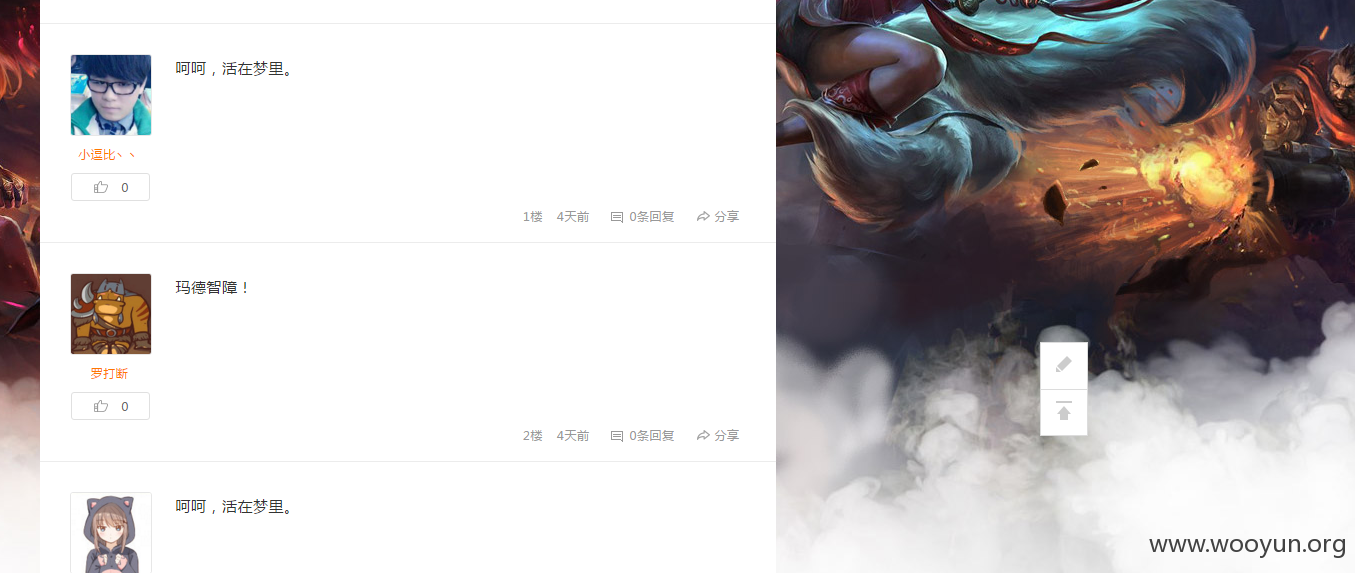 呵呵，活在梦里。
小逗比丶丶
0
1楼 4天前 0条回复 分享
玛德智障！
罗打断
0
2楼 4天前 0条回复 分享
呵呵，活在梦里。
www.wooyun.org